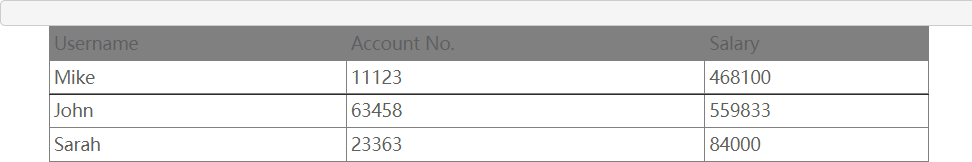 Username Account No. Salary
Mike 11123 468100
John 63458 559833
Sarah 23363 84000